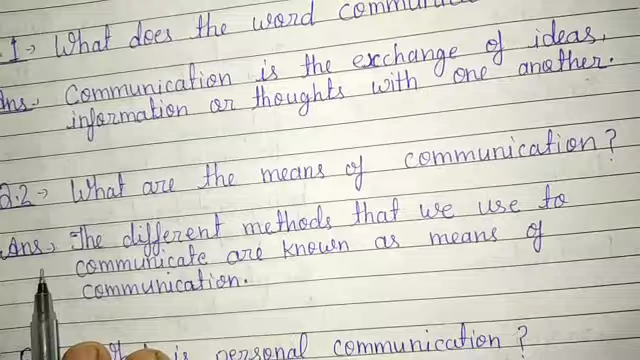 .1 → What does the word
Ans. Communication is the exchange of ideas,
information or thoughts with one another.
Q.2 → What are the means of communication?
Ans. The different methods that we use to
communicate are known as means of
communication.
is personal communication?